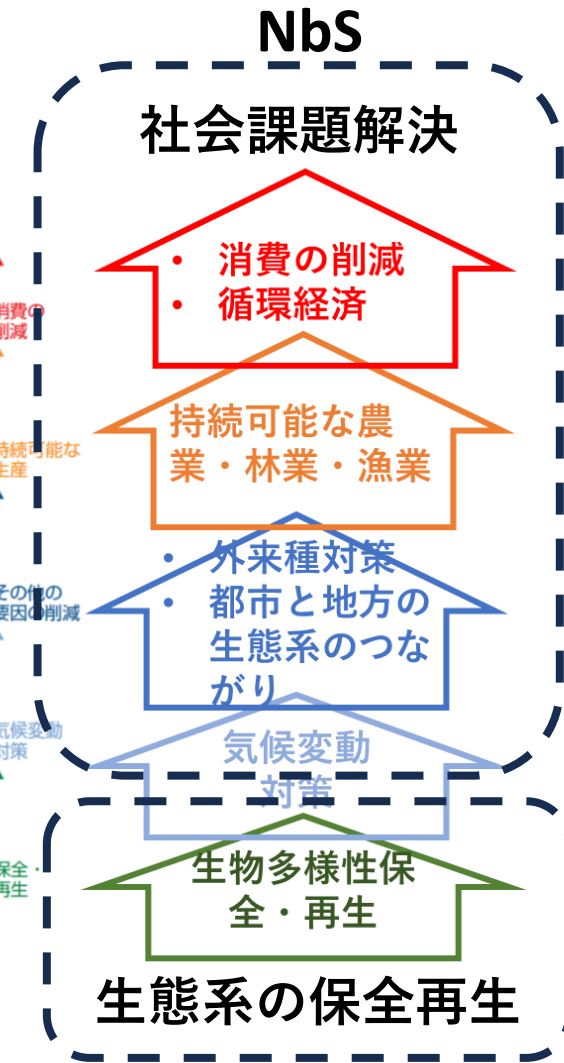 NbS
社会課題解決
• 消費の削減
• 循環経済
持続可能な農
業・林業・漁業
• 外来種対策
• 都市と地方の
生態系のつな
がり
気候変動
対策
生物多様性保
全・再生
生態系の保全再生
消費の
削減
持続可能な
生産
その他の
要因の削減
気候変動
対策
保全・
再生